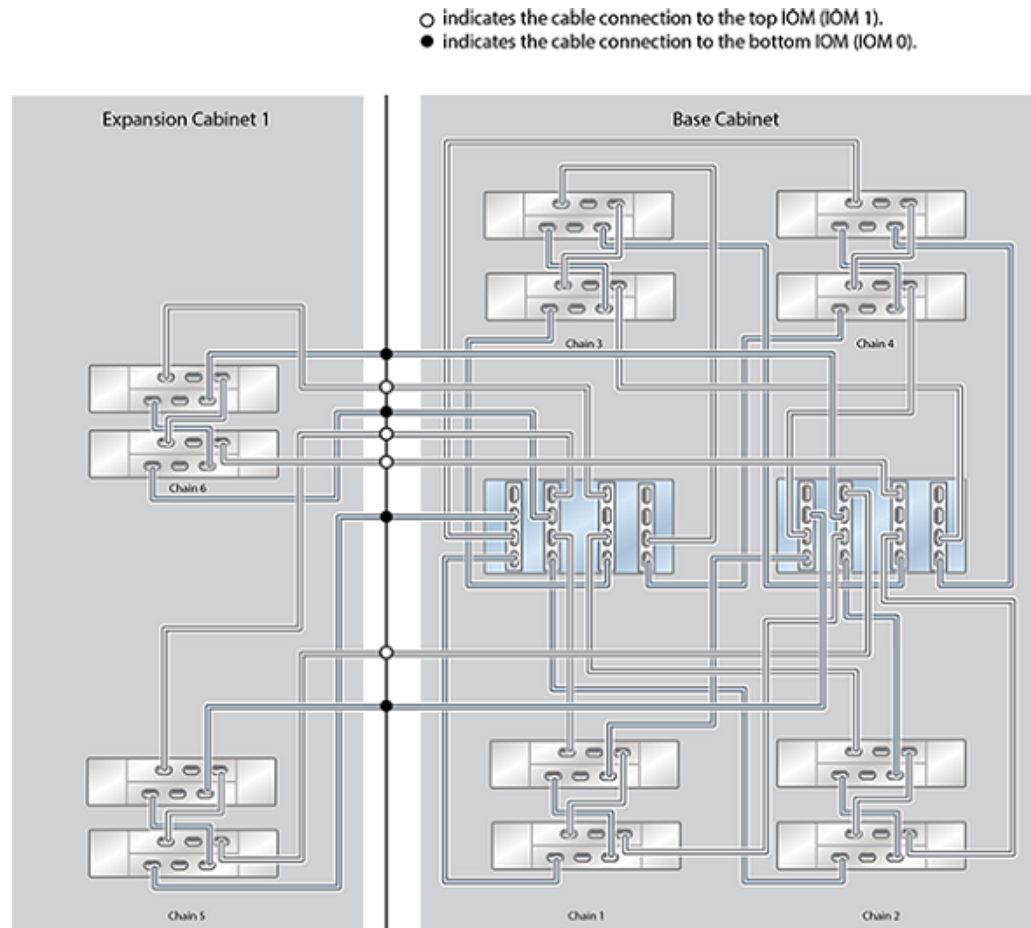 indicates the cable connection to the top IOM (IOM 1).
indicates the cable connection to the bottom IOM (IOM 0).
Expansion Cabinet 1
Base Cabinet
Chain 3
Chain 4
Chain 6
Chain 5
Chain 1
Chain 2